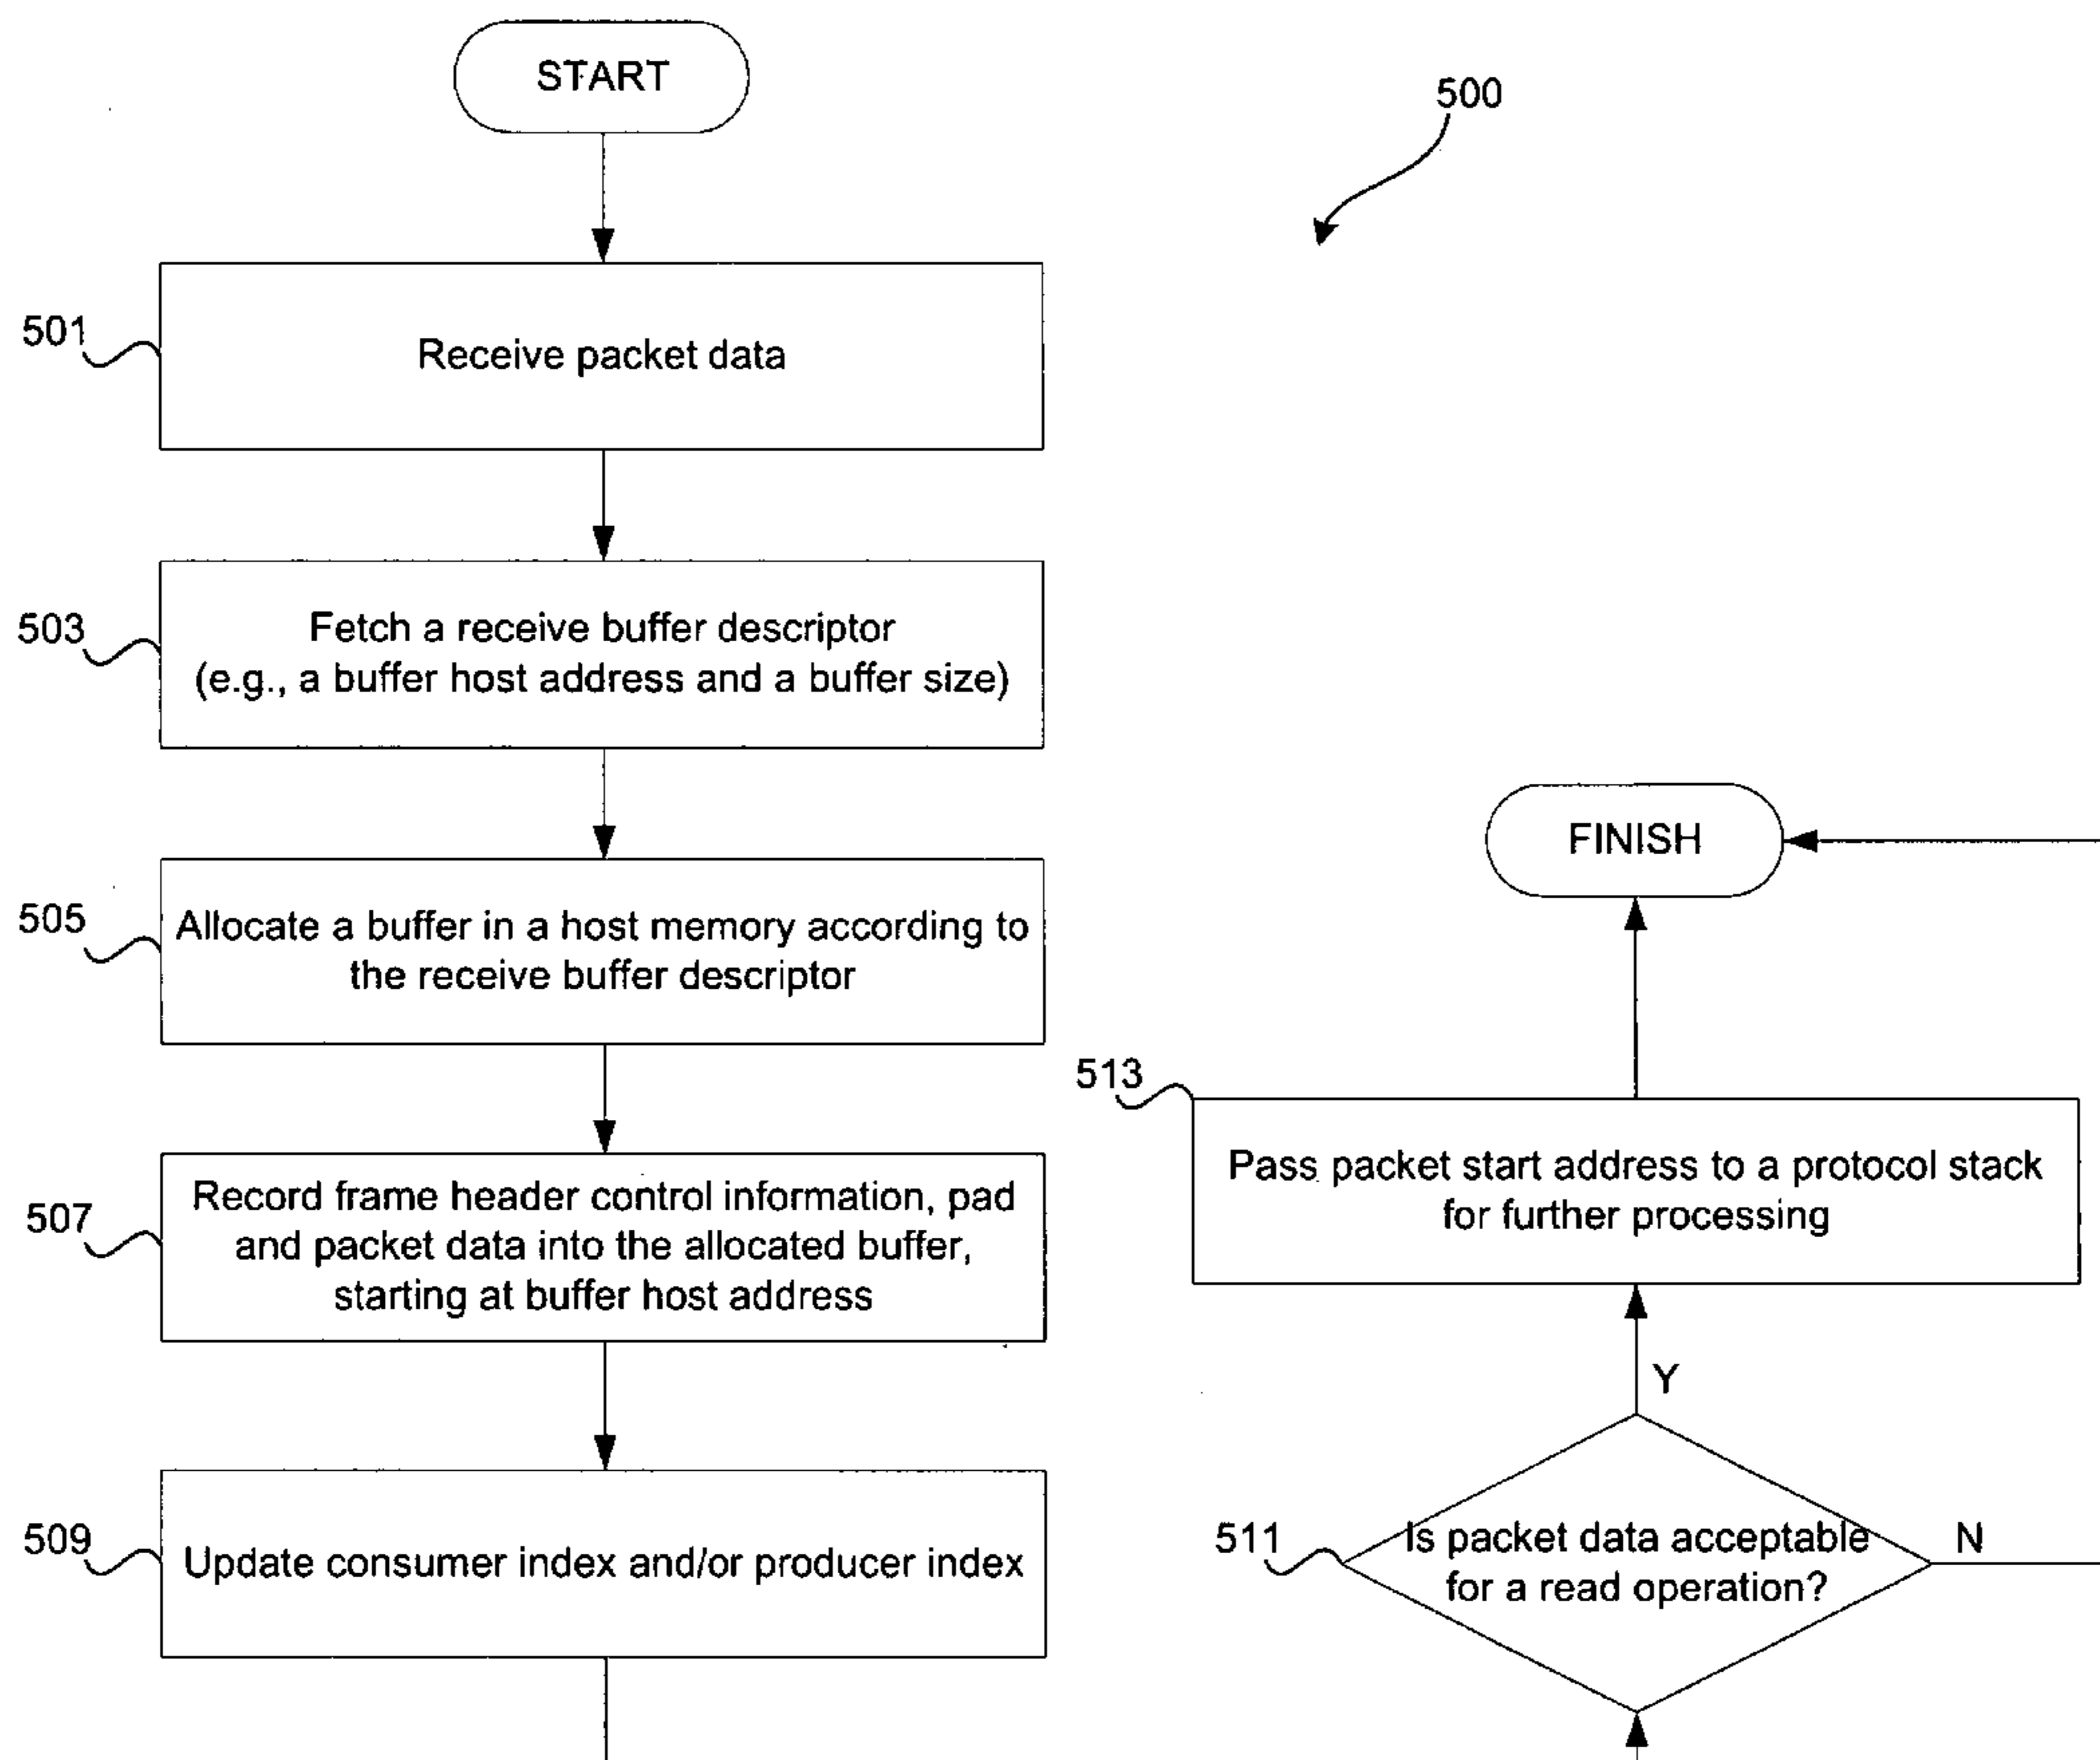 START
500
501
Receive packet data
503
Fetch a receive buffer descriptor
(e.g., a buffer host address and a buffer size)
505
Allocate a buffer in a host memory according to
the receive buffer descriptor
507
Record frame header control information, pad
and packet data into the allocated buffer,
starting at buffer host address
509
Update consumer index and/or producer index
FINISH
513
Pass packet start address to a protocol stack
for further processing
Y
511
Is packet data acceptable
for a read operation?
N